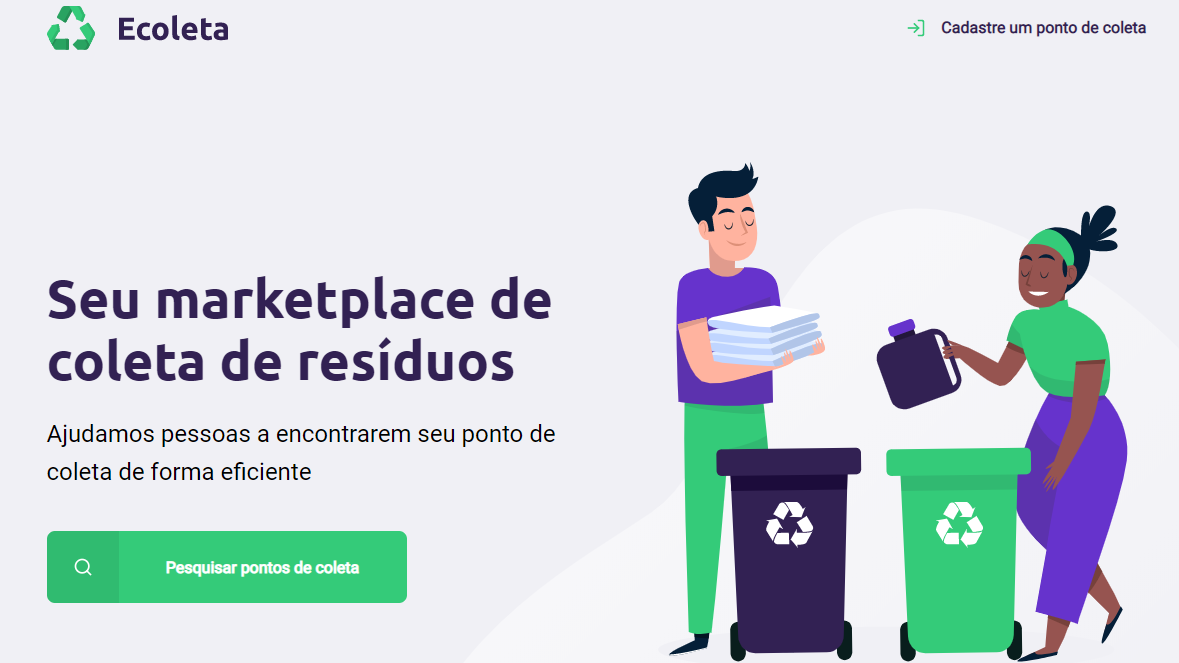 Ecoleta
Cadastre um ponto de coleta
Seu marketplace de
coleta de resíduos
Ajudamos pessoas a encontrarem seu ponto de
coleta de forma eficiente
Pesquisar pontos de coleta